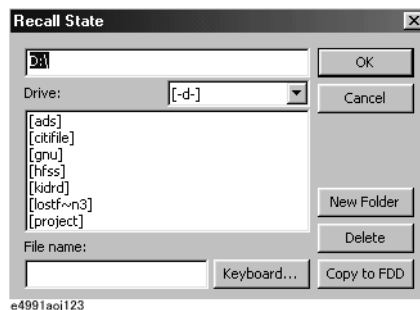 Recall State
D:\
OK
Drive:
[-d-]
Cancel
[ads]
[citifile]
[gnu]
[hfss]
[kidrd]
[lostf~n3]
[project]
New Folder
Delete
File name:
Keyboard...
Copy to FDD
e4991aoj123